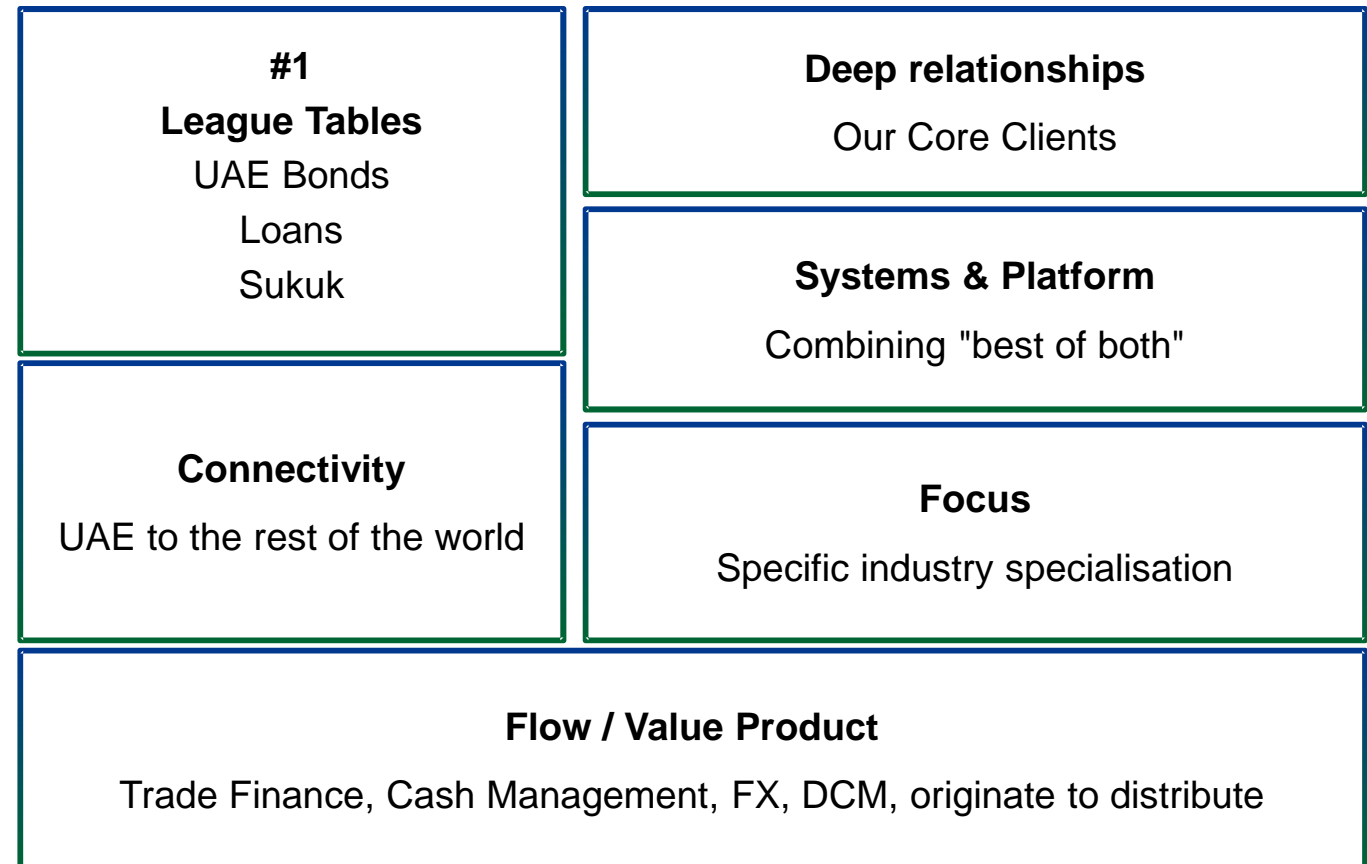 #1
League Tables
UAE Bonds
Loans
Sukuk
Deep relationships
Our Core Clients
Systems & Platform
Combining "best of both"
Connectivity
UAE to the rest of the world
Focus
Specific industry specialisation
Flow / Value Product
Trade Finance, Cash Management, FX, DCM, originate to distribute